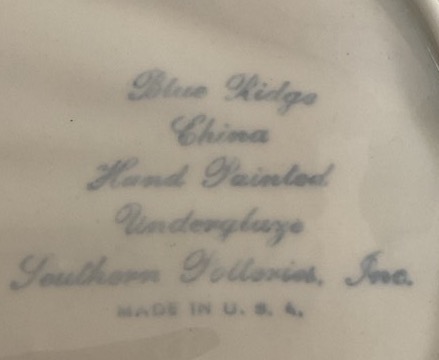 Blue Ridge
China
Hand Painted
Underglaze
Southern Potteries, Inc.
MADE IN U. S. A.